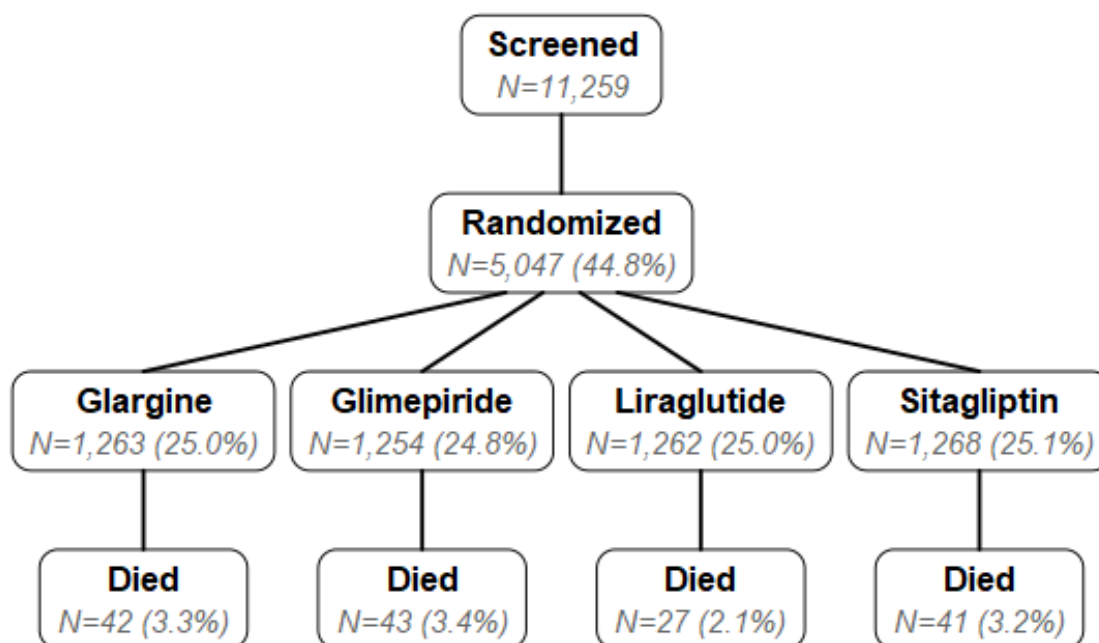 Screened
N=11,259
Randomized
N=5,047 (44.8%)
Glargine
N=1,263 (25.0%)
Glimepiride
N=1,254 (24.8%)
Liraglutide
N=1,262 (25.0%)
Sitagliptin
N=1,268 (25.1%)
Died
N=42 (3.3%)
Died
N=43 (3.4%)
Died
N=27 (2.1%)
Died
N=41 (3.2%)